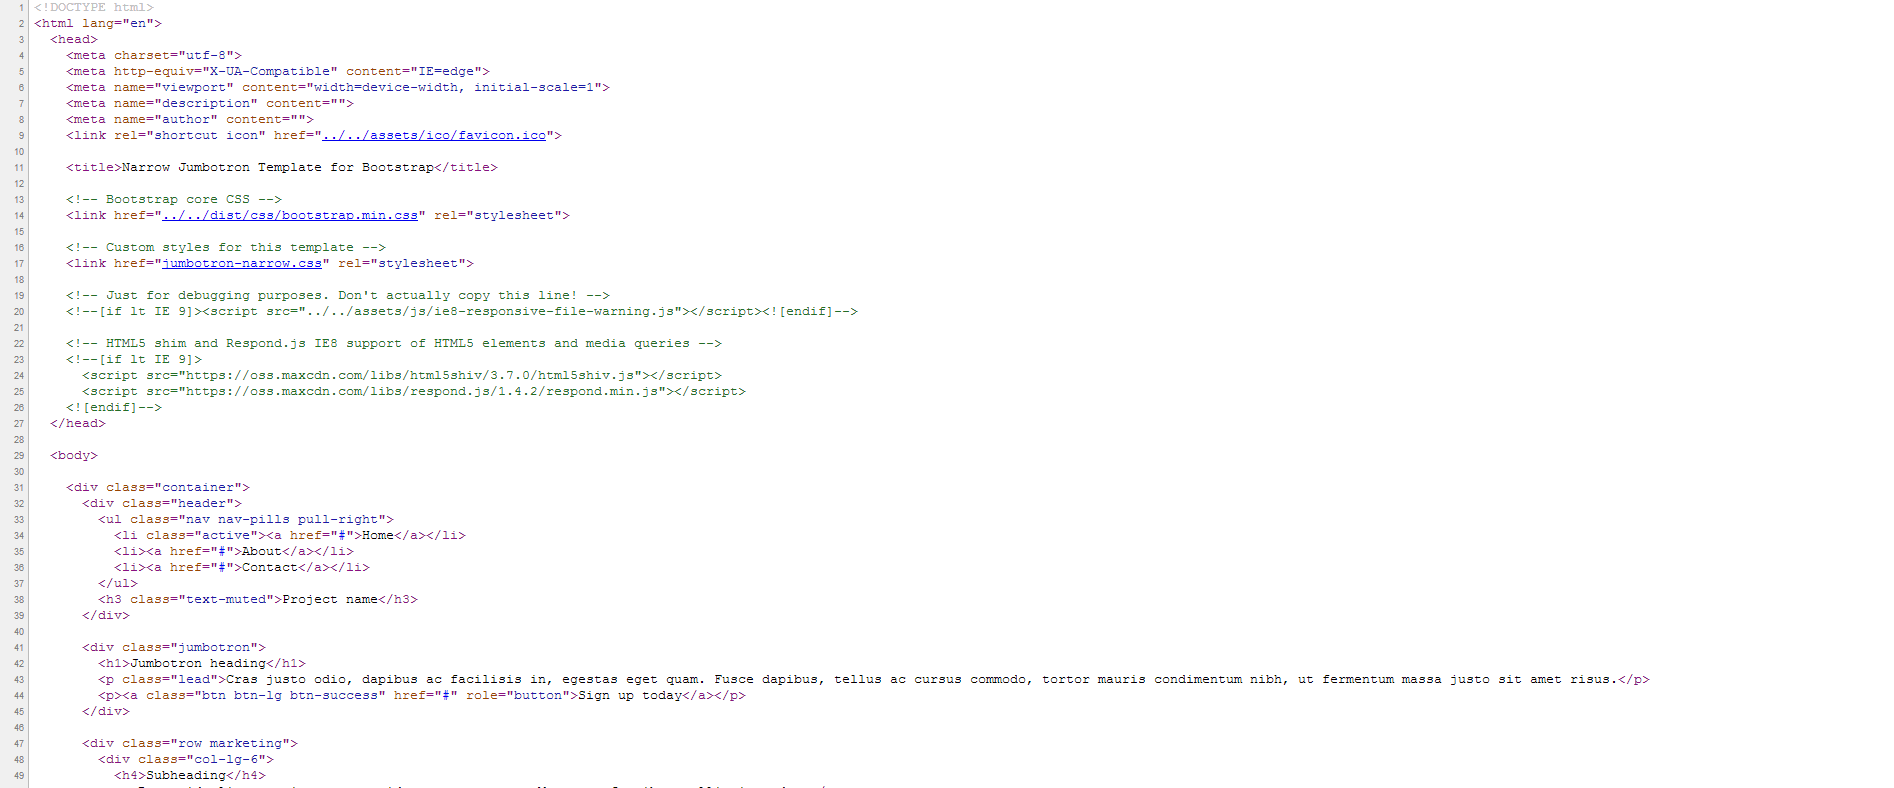 1 <!DOCTYPE html>
2 <html lang="en">
3   <head>
4     <meta charset="utf-8">
5     <meta http-equiv="X-UA-Compatible" content="IE=edge">
6     <meta name="viewport" content="width=device-width, initial-scale=1">
7     <meta name="description" content="">
8     <meta name="author" content="">
9     <link rel="shortcut icon" href="../../assets/ico/favicon.ico">
10
11     <title>Narrow Jumbotron Template for Bootstrap</title>
12
13     <!-- Bootstrap core CSS -->
14     <link href="../../dist/css/bootstrap.min.css" rel="stylesheet">
15
16     <!-- Custom styles for this template -->
17     <link href="jumbotron-narrow.css" rel="stylesheet">
18
19     <!-- Just for debugging purposes. Don't actually copy this line! -->
20     <!--[if lt IE 9]><script src="../../assets/js/ie8-responsive-file-warning.js"></script><![endif]-->
21
22     <!-- HTML5 shim and Respond.js IE8 support of HTML5 elements and media queries -->
23     <!--[if lt IE 9]>
24       <script src="https://oss.maxcdn.com/libs/html5shiv/3.7.0/html5shiv.js"></script>
25       <script src="https://oss.maxcdn.com/libs/respond.js/1.4.2/respond.min.js"></script>
26     <![endif]-->
27   </head>
28
29   <body>
30
31     <div class="container">
32       <div class="header">
33         <ul class="nav nav-pills pull-right">
34           <li class="active"><a href="#">Home</a></li>
35           <li><a href="#">About</a></li>
36           <li><a href="#">Contact</a></li>
37         </ul>
38         <h3 class="text-muted">Project name</h3>
39       </div>
40
41       <div class="jumbotron">
42         <h1>Jumbotron heading</h1>
43         <p class="lead">Cras justo odio, dapibus ac facilisis in, egestas eget quam. Fusce dapibus, tellus ac cursus commodo, tortor mauris condimentum nibh, ut fermentum massa justo sit amet risus.</p>
44         <p><a class="btn btn-lg btn-success" href="#" role="button">Sign up today</a></p>
45       </div>
46
47       <div class="row marketing">
48         <div class="col-lg-6">
49           <h4>Subheading</h4>